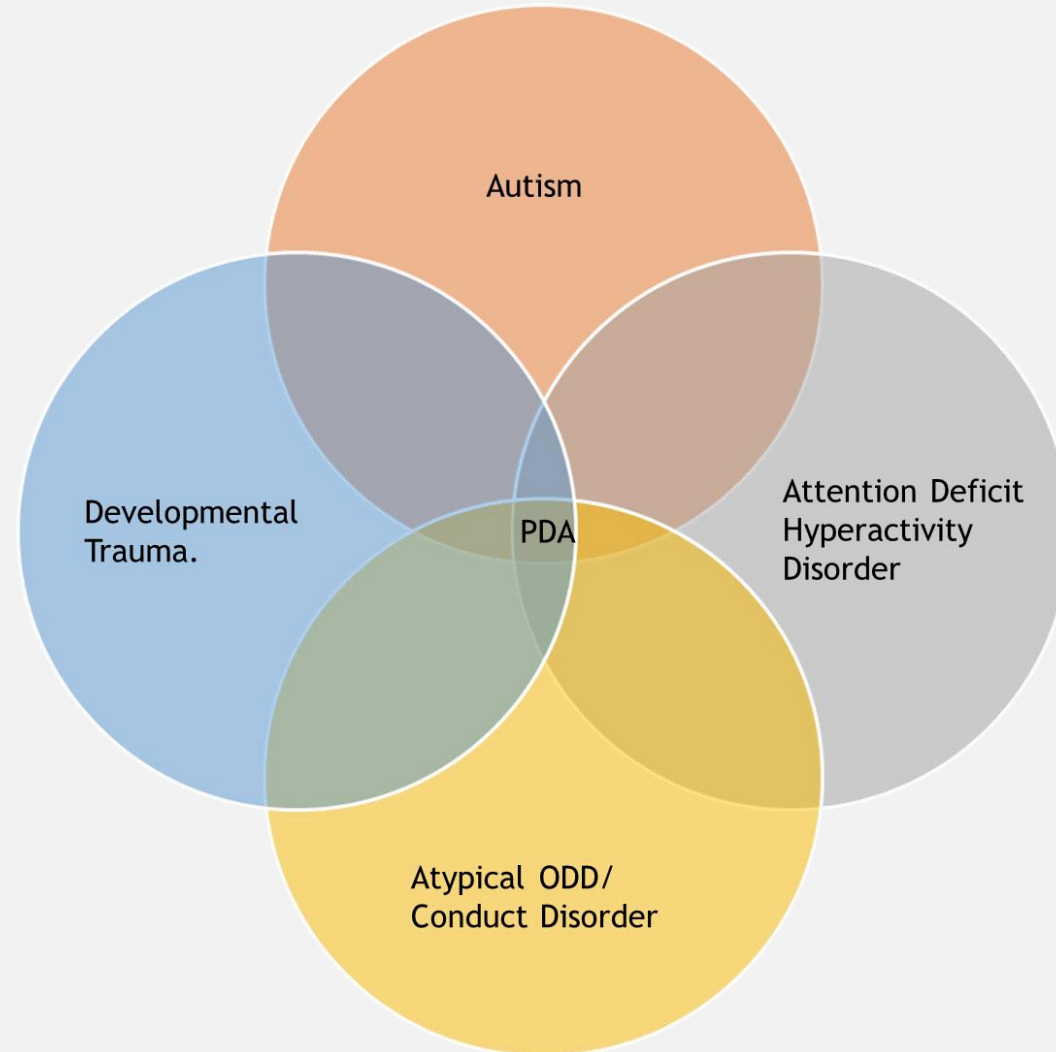 Autism
Developmental
Trauma.
PDA
Attention Deficit
Hyperactivity
Disorder
Atypical ODD/
Conduct Disorder